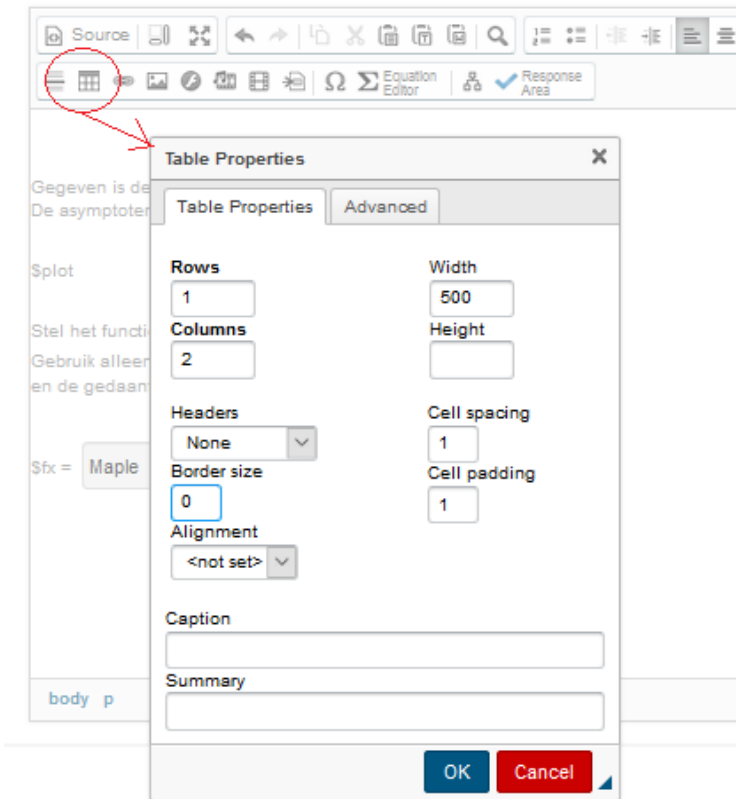 Source
Equation Editor
Response Area
Table Properties
Gegeven is de
De asymptoten
Table Properties Advanced
$plot
Rows Width
1 500
Stel het functi
Columns Height
Gebruik alleen
2
en de gedaan
Headers Cell spacing
None 1
$fx = Maple
Border size Cell padding
0 1
Alignment
<not set>
Caption
Summary
body p
OK Cancel